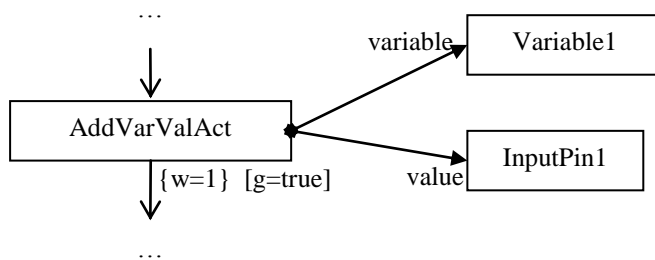 …
variable
Variable1
AddVarValAct
InputPin1
value
{w=1} [g=true]
…